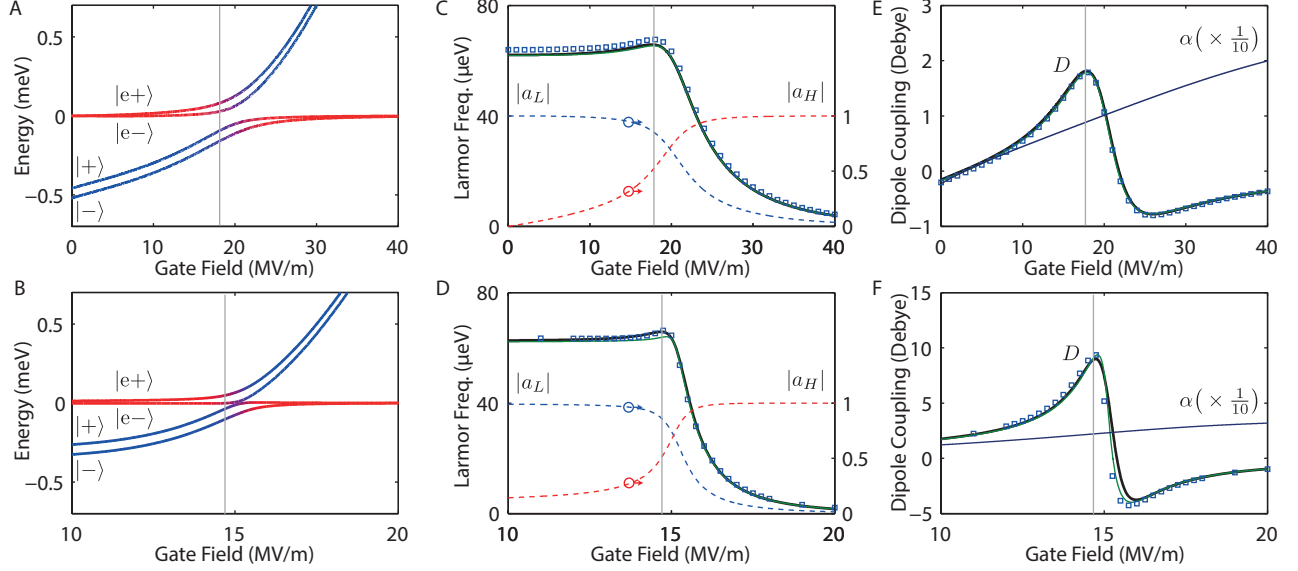 A
Energy (meV)
0.5
0
−0.5
|e+⟩
|e−⟩
|+⟩
|−⟩
0 10 20 30 40
Gate Field (MV/m)
C
Larmor Freq. (µeV)
80
40
0
|a_L|
|a_H|
1
0.5
0
0 10 20 30 40
Gate Field (MV/m)
E
Dipole Coupling (Debye)
3
2
1
0
−1
D
α(× 1/10)
0 10 20 30 40
Gate Field (MV/m)
B
Energy (meV)
0.5
0
−0.5
|e+⟩
|e−⟩
|+⟩
|−⟩
10 15 20
Gate Field (MV/m)
D
Larmor Freq. (µeV)
80
40
0
|a_L|
|a_H|
1
0.5
0
10 15 20
Gate Field (MV/m)
F
Dipole Coupling (Debye)
15
10
5
0
−5
D
α(× 1/10)
10 15 20
Gate Field (MV/m)